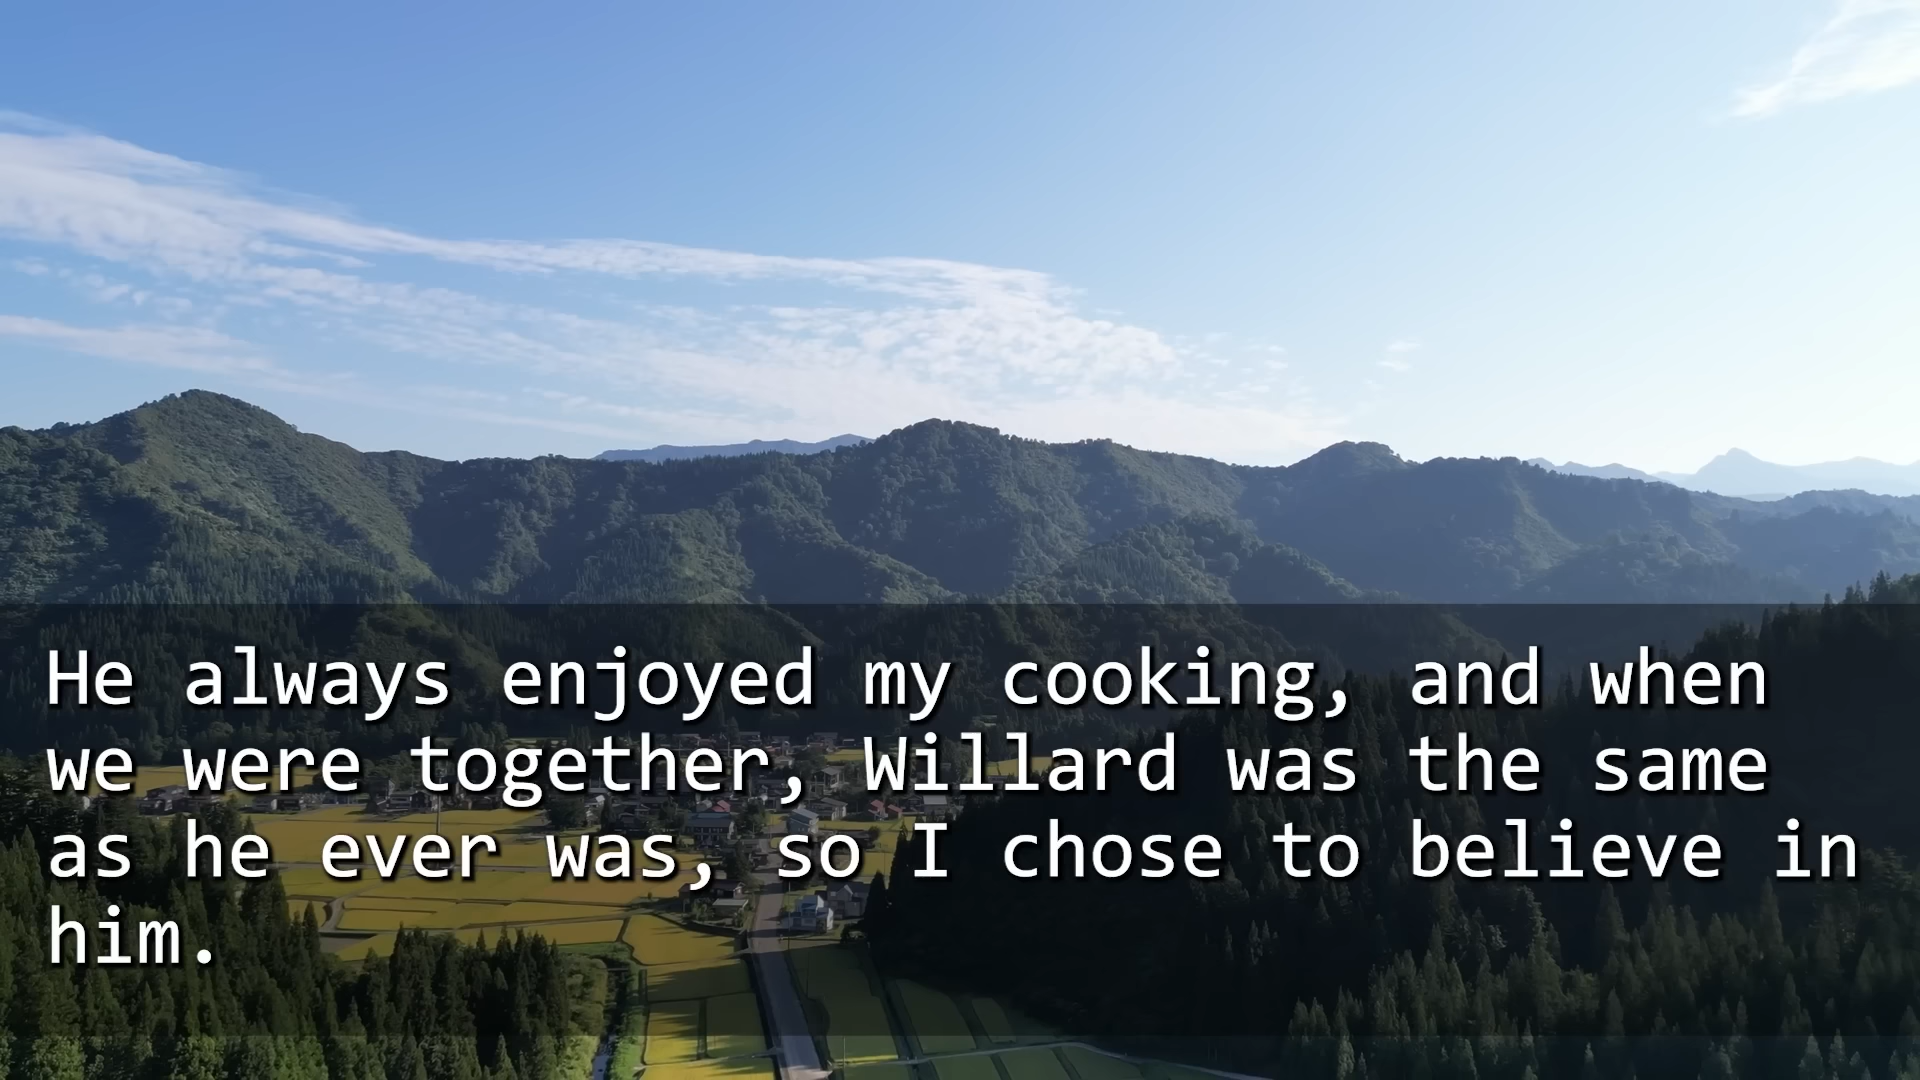 He always enjoyed my cooking, and when
we were together, Willard was the same
as he ever was, so I chose to believe in
him.